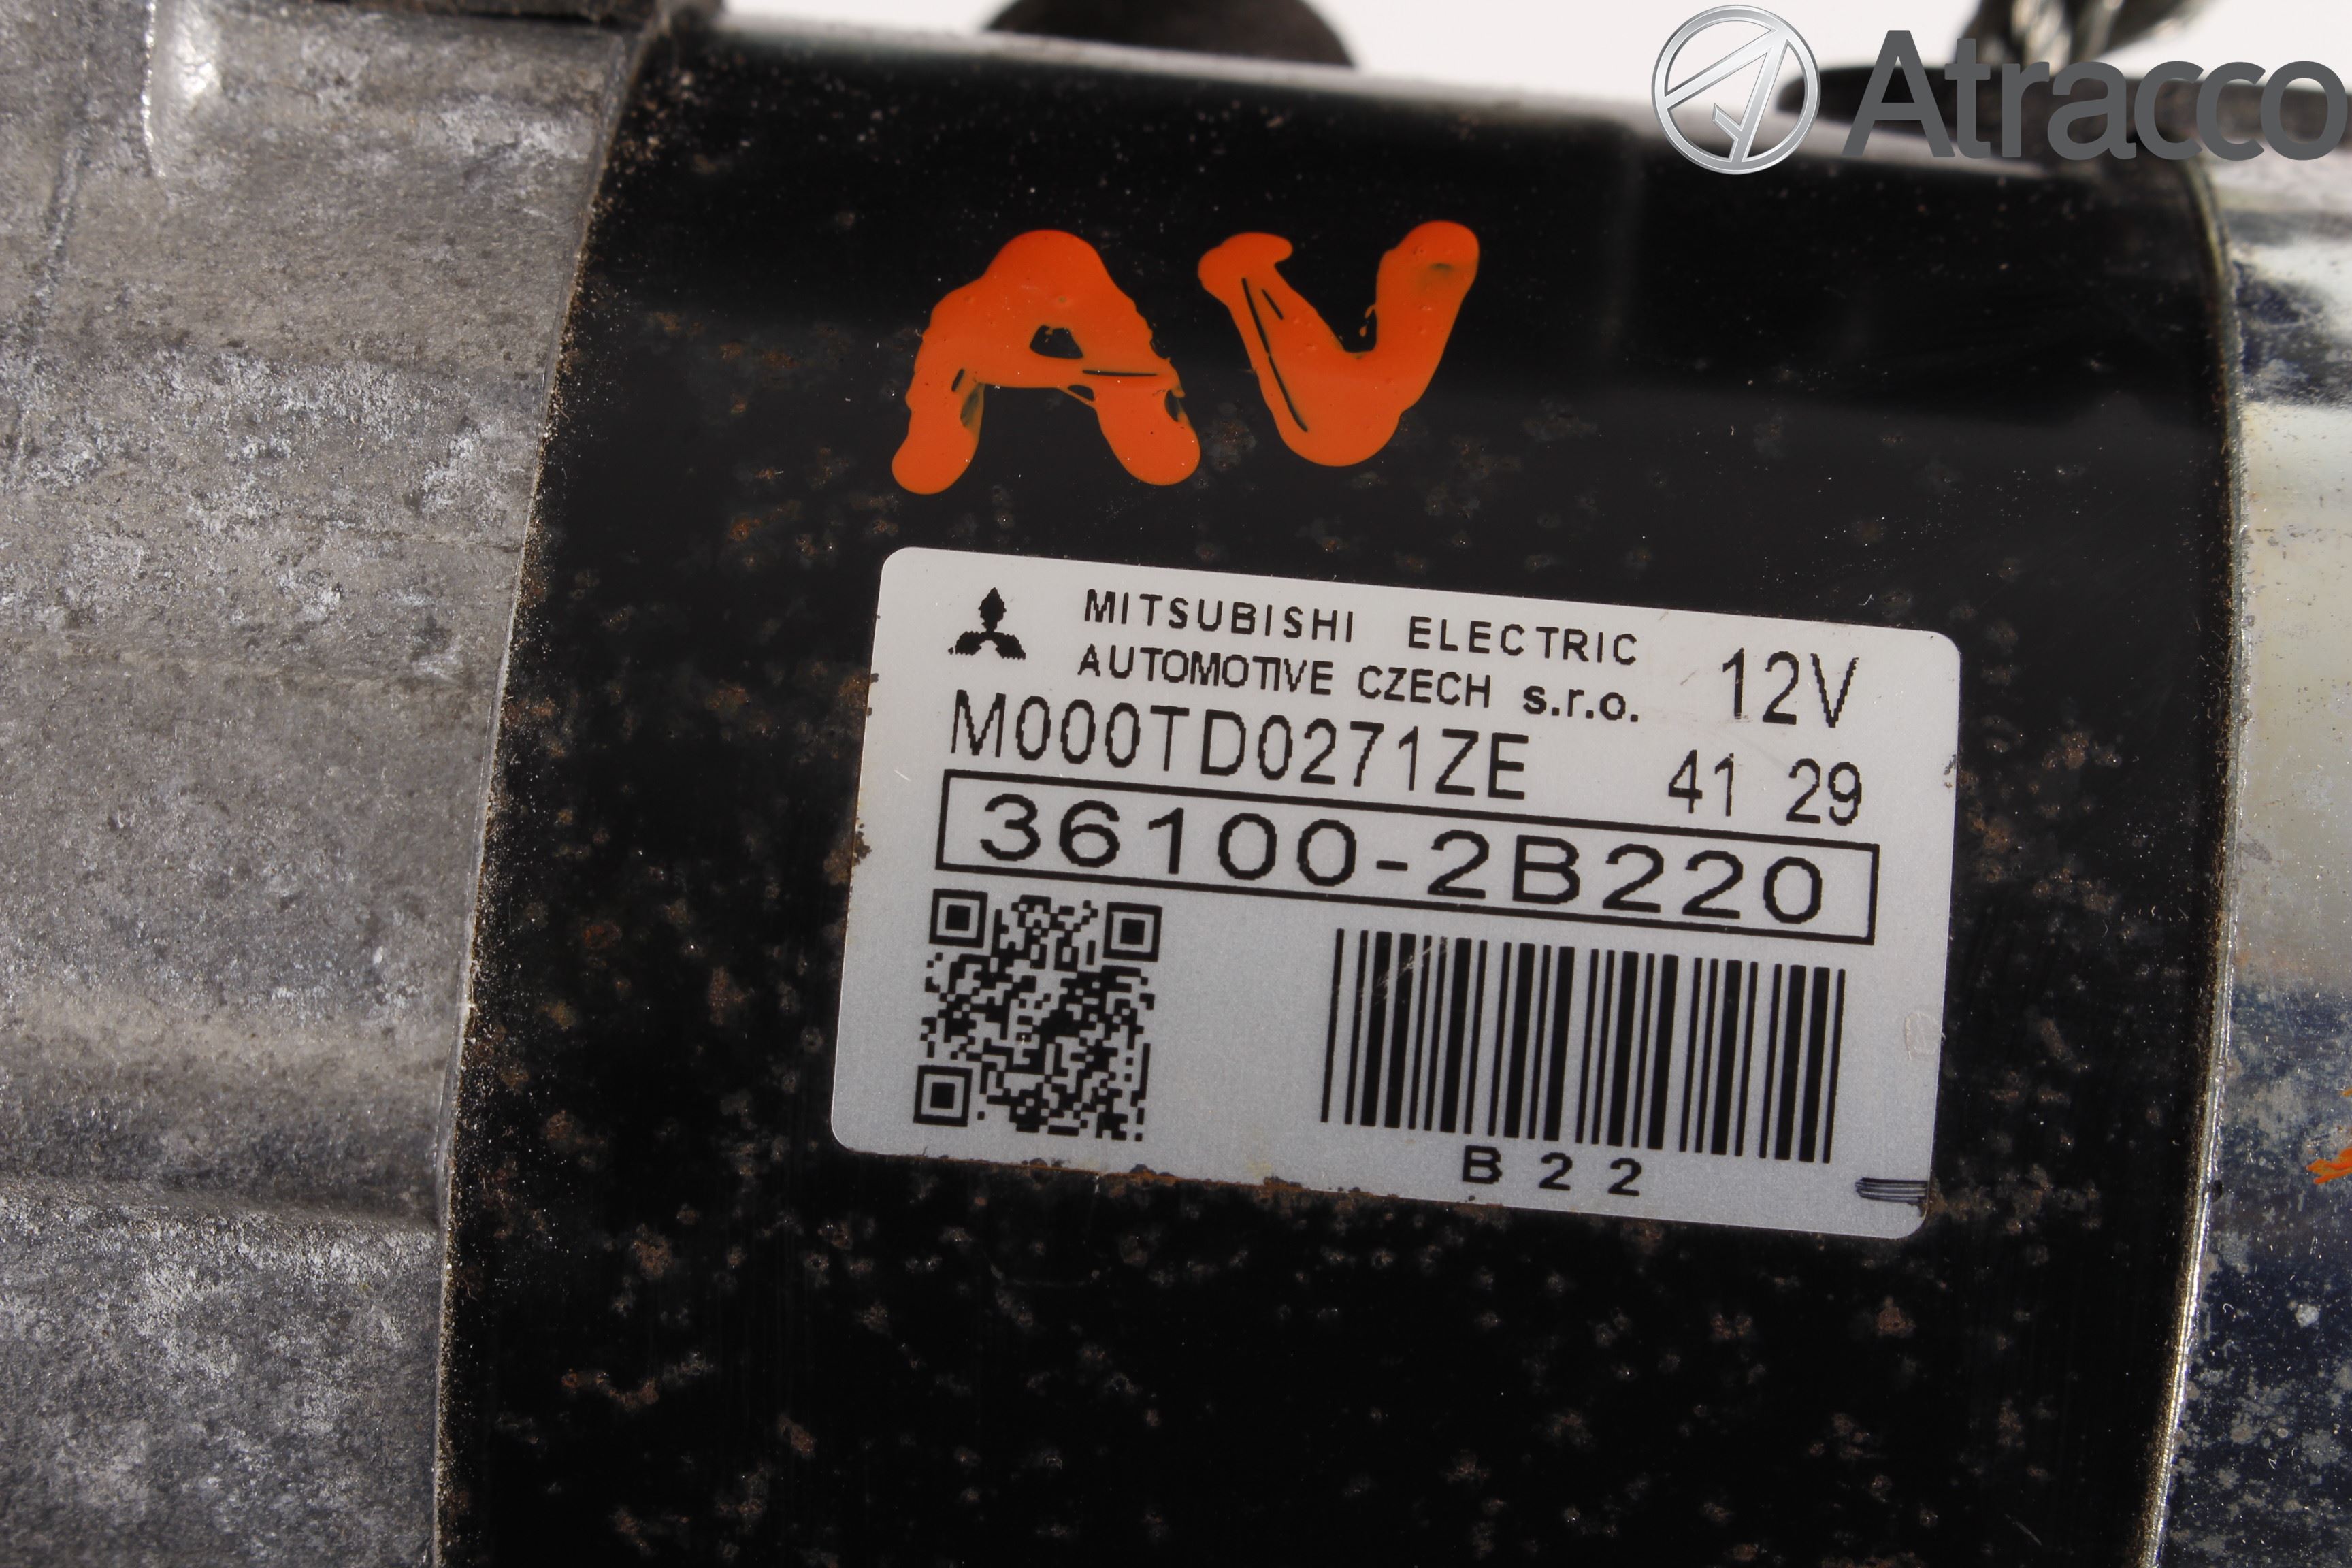 Atracco
AV
MITSUBISHI ELECTRIC
AUTOMOTIVE CZECH s.r.o.
12V
M000TD0271ZE 41 29
36100-2B220
B22